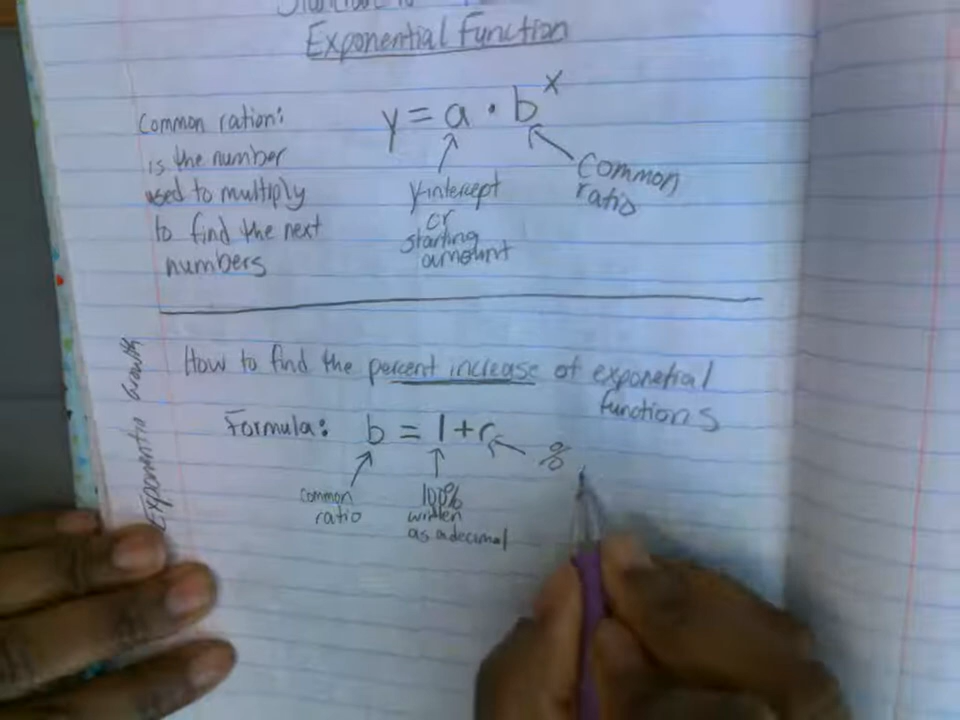 Exponential Function
Common ration:
is the number
used to multiply
to find the next
numbers
y = a · b^x
y-intercept
or
starting
amount
Common
ratio
How to find the percent increase of exponetial
functions
Exponentia Growth
Formula: b = 1 + r
%
common
ratio
100%
written
as a decimal